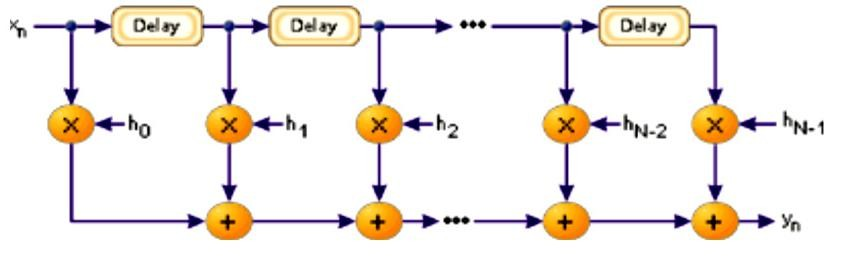 xn Delay Delay ••• Delay
× h0 × h1 × h2 × hN-2 × hN-1
+ + ••• + + yn